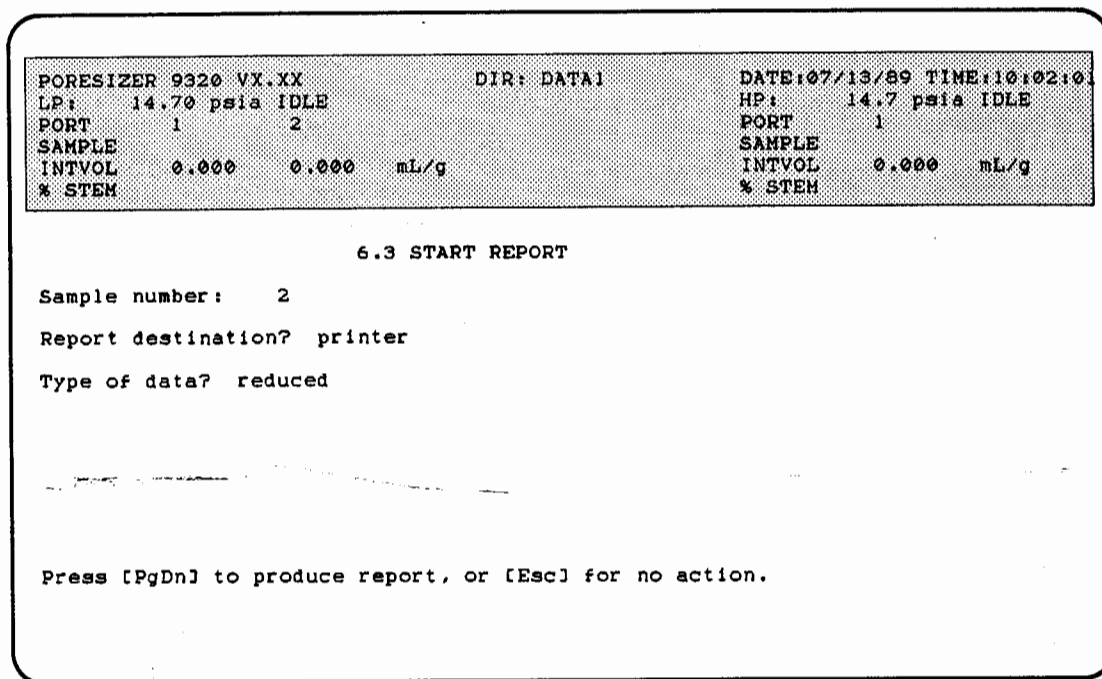 PORESIZER 9320 VX.XX DIR: DATA1 DATE:07/13/89 TIME:10:02:01
LP: 14.70 psia IDLE HP: 14.7 psia IDLE
PORT 1 2 PORT 1
SAMPLE SAMPLE
INTVOL 0.000 0.000 mL/g INTVOL 0.000 mL/g
% STEM % STEM
6.3 START REPORT
Sample number: 2
Report destination? printer
Type of data? reduced
Press [PgDn] to produce report, or [Esc] for no action.